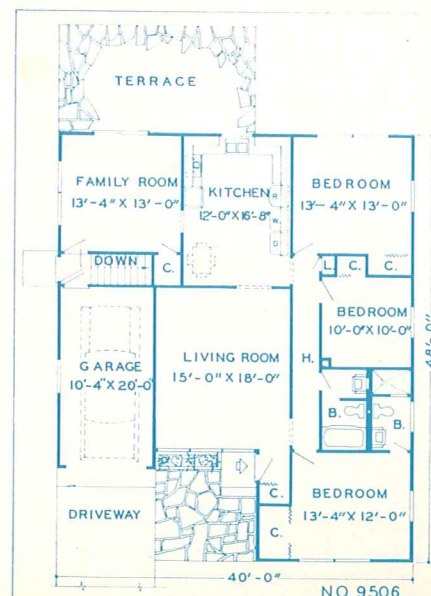 TERRACE
FAMILY ROOM
13'-4" X 13'-0"
KITCHEN
12'-0" X 16'-8"
R
W.
D
BEDROOM
13'-4" X 13'-0"
DOWN
C.
L.
C.
C.
BEDROOM
10'-0" X 10'-0"
48'-0"
GARAGE
10'-4" X 20'-0"
LIVING ROOM
15'-0" X 18'-0"
H.
B.
B.
C.
BEDROOM
13'-4" X 12'-0"
C.
DRIVEWAY
40'-0"
NO. 9506